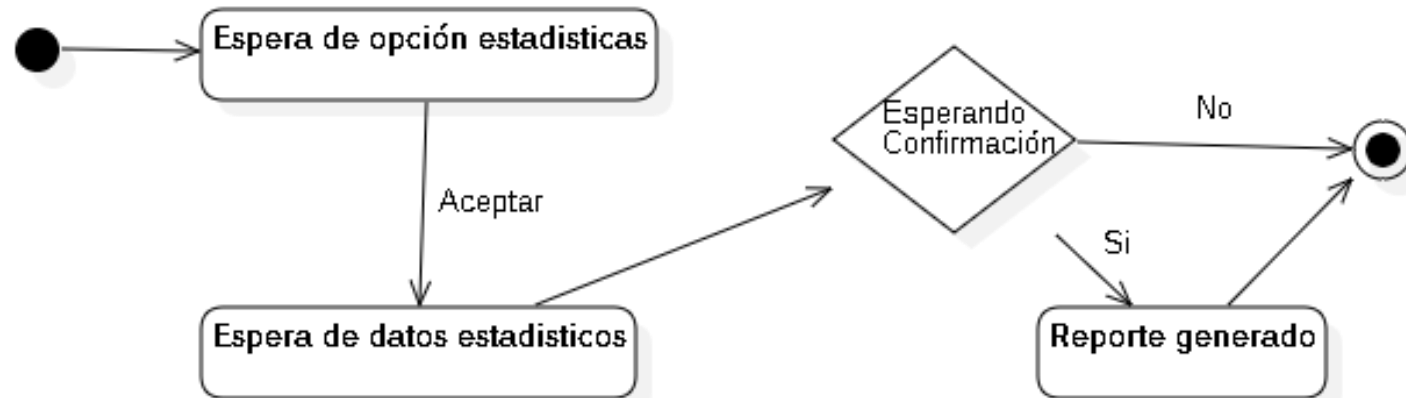 Espera de opción estadisticas
Aceptar
Espera de datos estadisticos
Esperando
Confirmación
No
Si
Reporte generado